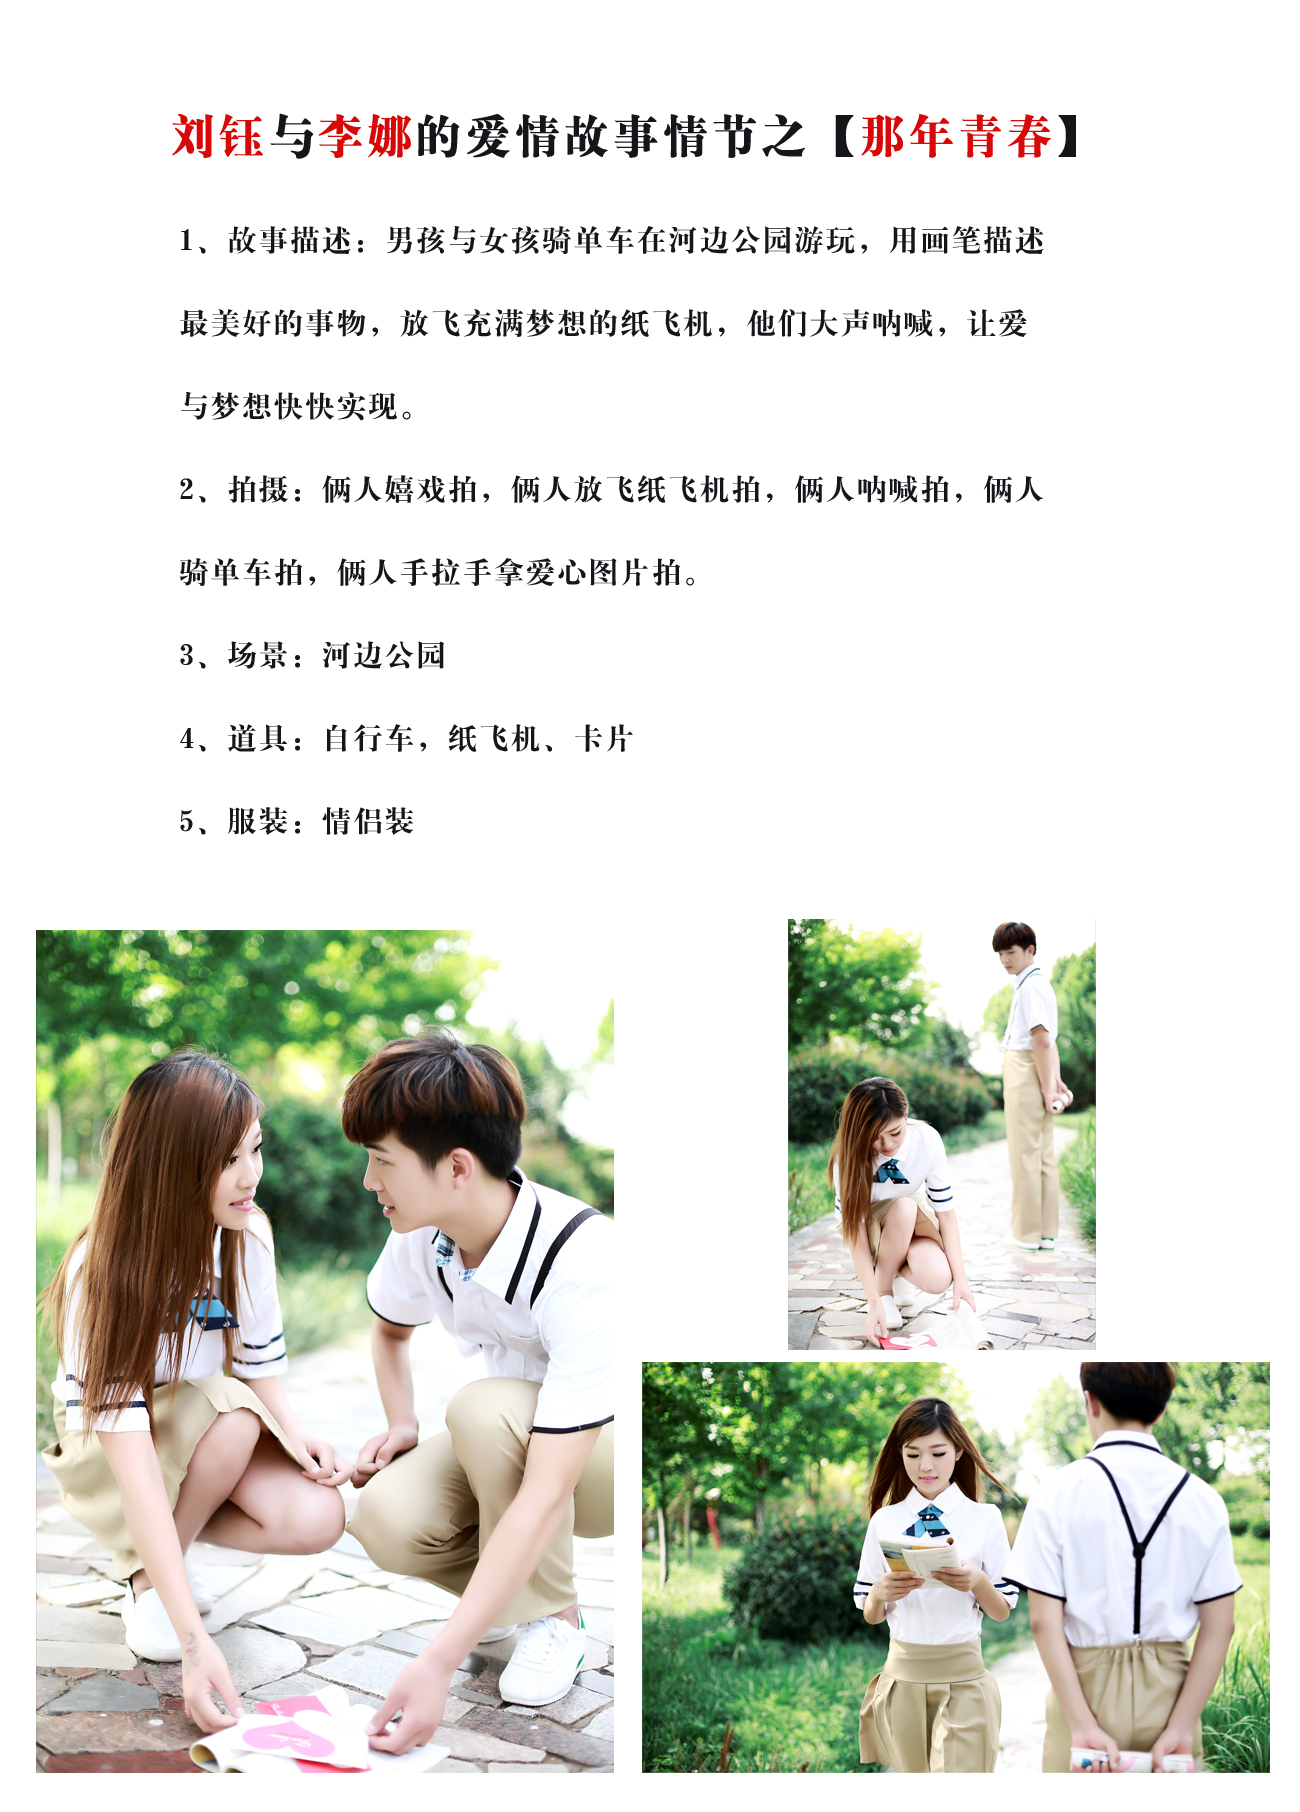 刘钰与李娜的爱情故事情节之【那年青春】
1、故事描述：男孩与女孩骑单车在河边公园游玩，用画笔描述
最美好的事物，放飞充满梦想的纸飞机，他们大声呐喊，让爱
与梦想快快实现。
2、拍摄：俩人嬉戏拍，俩人放飞纸飞机拍，俩人呐喊拍，俩人
骑单车拍，俩人手拉手拿爱心图片拍。
3、场景：河边公园
4、道具：自行车，纸飞机、卡片
5、服装：情侣装